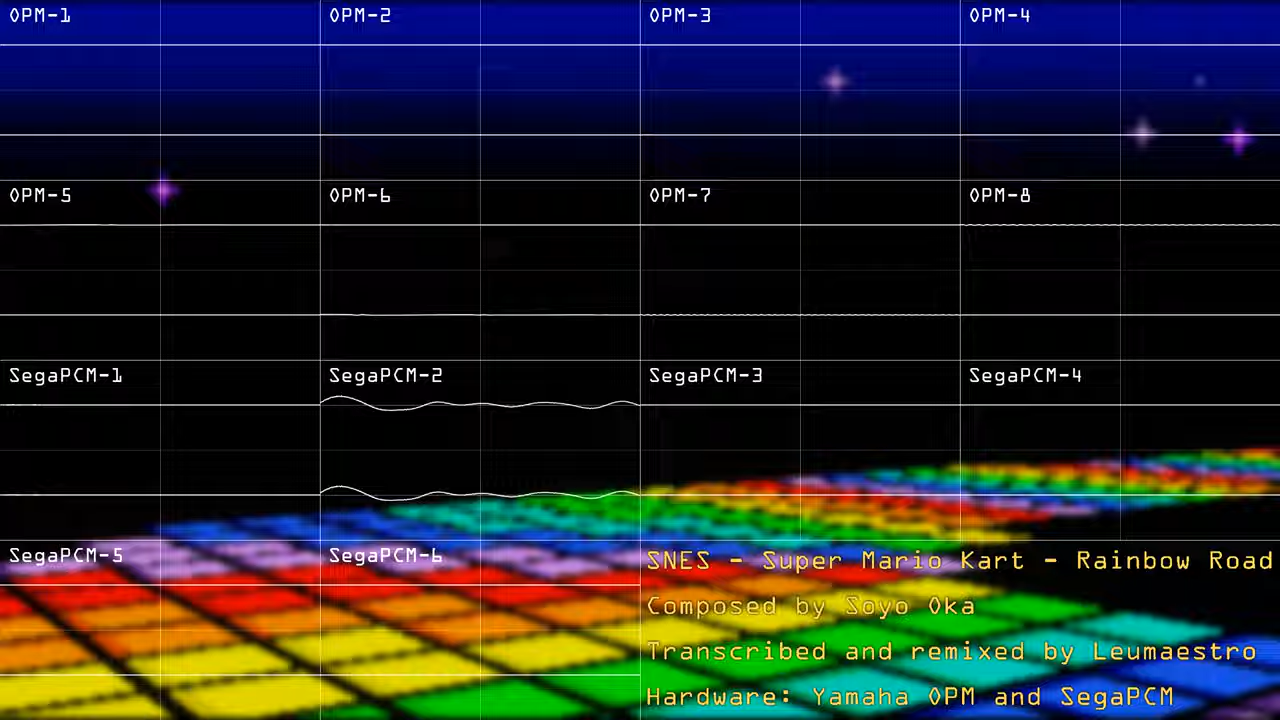 OPM-1
OPM-2
OPM-3
OPM-4
OPM-5
OPM-6
OPM-7
OPM-8
SegaPCM-1
SegaPCM-2
SegaPCM-3
SegaPCM-4
SegaPCM-5
SegaPCM-6
SNES - Super Mario Kart - Rainbow Road
Composed by Soyo Oka
Transcribed and remixed by Leumaestro
Hardware: Yamaha OPM and SegaPCM